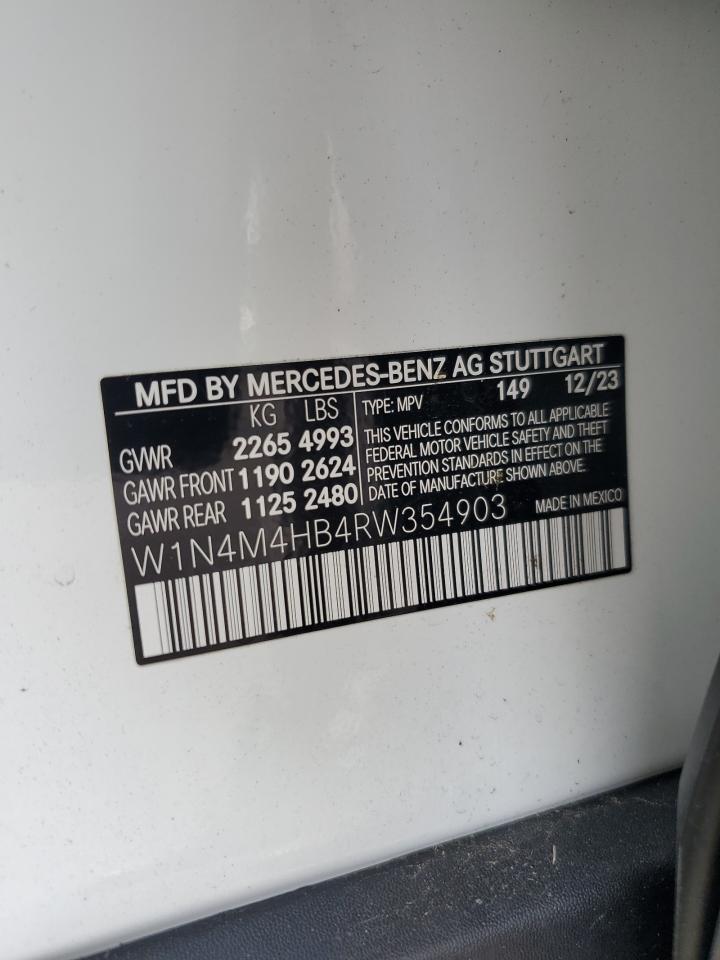 MFD BY MERCEDES-BENZ AG STUTTGART
KG LBS
GVWR 2265 4993
GAWR FRONT 1190 2624
GAWR REAR 1125 2480
TYPE: MPV 149 12/23
THIS VEHICLE CONFORMS TO ALL APPLICABLE
FEDERAL MOTOR VEHICLE SAFETY AND THEFT
PREVENTION STANDARDS IN EFFECT ON THE
DATE OF MANUFACTURE SHOWN ABOVE.
W1N4M4HB4RW354903
MADE IN MEXICO